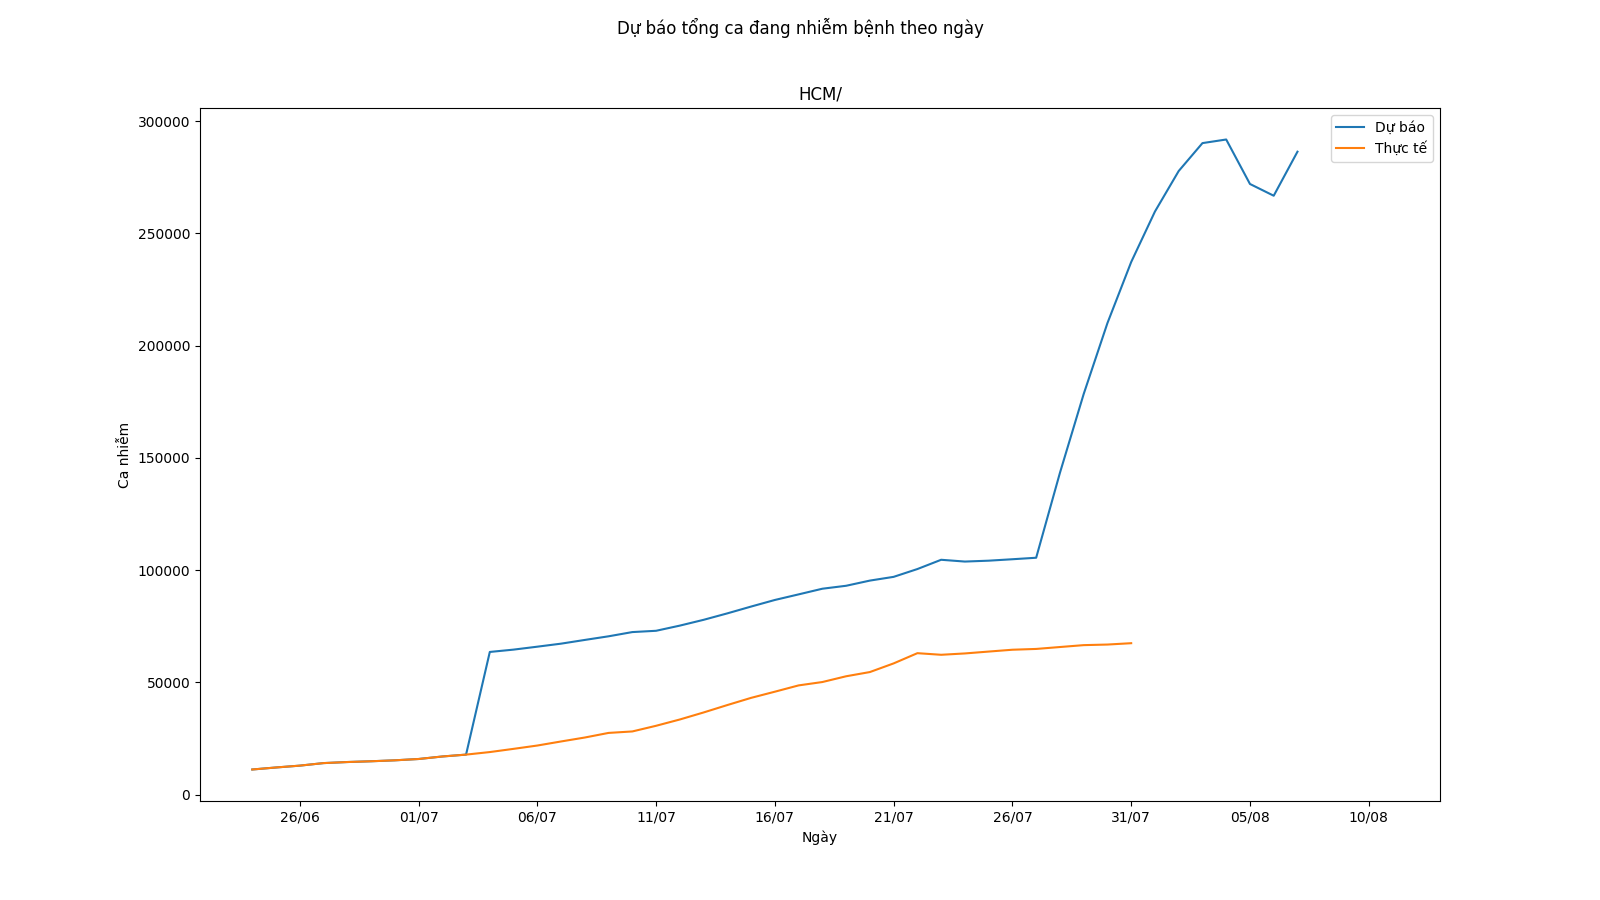 Dự báo tổng ca đang nhiễm bệnh theo ngày
HCM/
300000
250000
200000
150000
100000
50000
0
Ca nhiễm
Dự báo
Thực tế
26/06 01/07 06/07 11/07 16/07 21/07 26/07 31/07 05/08 10/08
Ngày